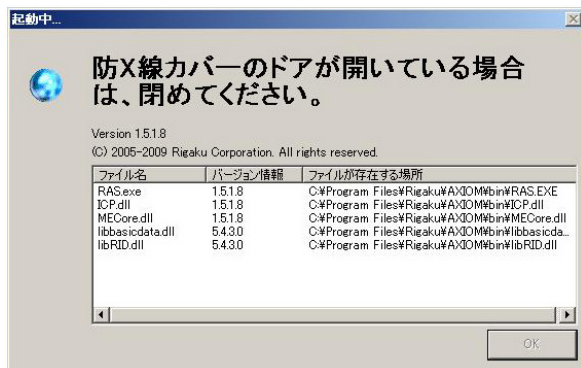 起動中...
防X線カバーのドアが開いている場合
は、閉めてください。
Version 1.5.1.8
(C) 2005-2009 Rigaku Corporation. All rights reserved.
ファイル名 バージョン情報 ファイルが存在する場所
RAS.exe 1.5.1.8 C:¥Program Files¥Rigaku¥AXIOM¥bin¥RAS.EXE
ICP.dll 1.5.1.8 C:¥Program Files¥Rigaku¥AXIOM¥bin¥ICP.dll
MECore.dll 1.5.1.8 C:¥Program Files¥Rigaku¥AXIOM¥bin¥MECore.dll
libbasicdata.dll 5.4.3.0 C:¥Program Files¥Rigaku¥AXIOM¥bin¥libbasicda...
libRID.dll 5.4.3.0 C:¥Program Files¥Rigaku¥AXIOM¥bin¥libRID.dll
OK